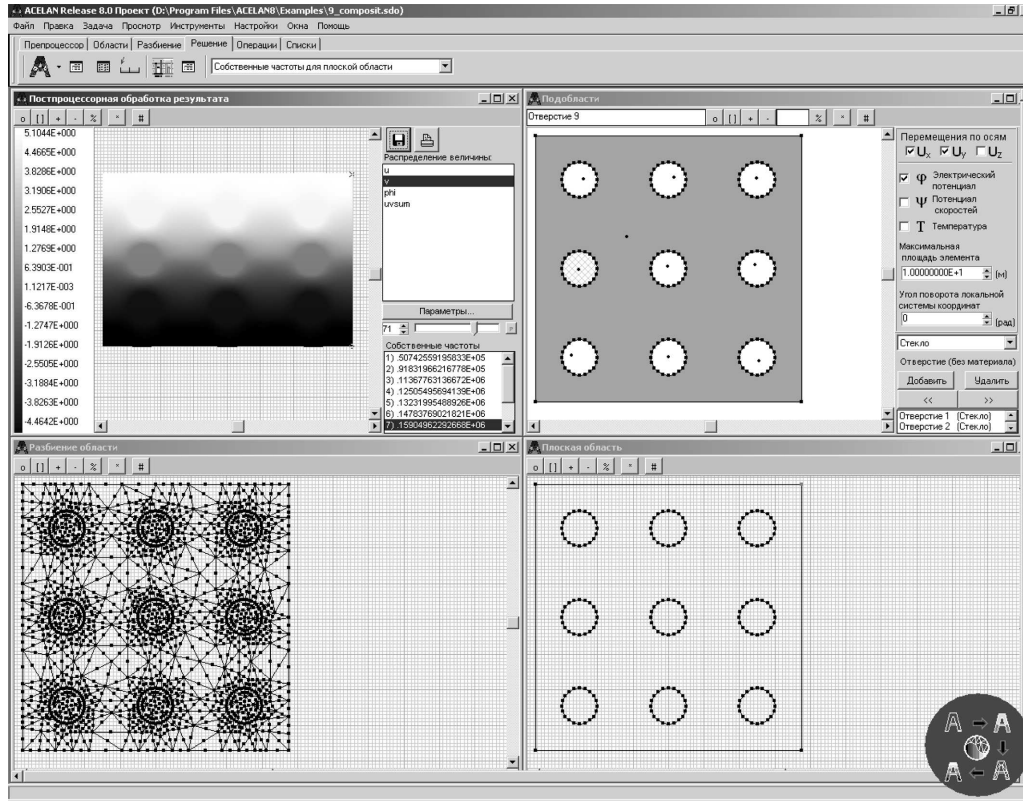 ACELAN Release 8.0 Проект (D:\Program Files\ACELAN8\Examples\9_composit.sdo)
Файл Правка Задача Просмотр Инструменты Настройки Окна Помощь
Препроцессор Области Разбиение Решение Операции Списки
Собственные частоты для плоской области
Постпроцессорная обработка результата
o [] + - % * #
5.1044E+000
4.4665E+000
3.8286E+000
3.1906E+000
2.5527E+000
1.9148E+000
1.2769E+000
6.3903E-001
1.1217E-003
-6.3678E-001
-1.2747E+000
-1.9126E+000
-2.5505E+000
-3.1884E+000
-3.8263E+000
-4.4642E+000
Распределение величины:
u
v
phi
uvsum
Параметры...
71
Собственные частоты
1) .50742559195833E+05
2) .91831966216778E+05
3) .11367763136672E+06
4) .12505495694139E+06
5) .13231995488926E+06
6) .14783769021821E+06
7) .15904962292668E+06
Подобласти
Отверстие 9
o [] + - % * #
Перемещения по осям
Ux Uy Uz
φ Электрический потенциал
Ψ Потенциал скоростей
T Температура
Максимальная
площадь элемента
1.00000000E+1 (м)
Угол поворота локальной
системы координат
0 (рад)
Стекло
Отверстие (без материала)
Добавить Удалить
<< >>
Отверстие 1 (Стекло)
Отверстие 2 (Стекло)
Разбиение области
o [] + - % * #
Плоская область
o [] + - % * #
A A
A A